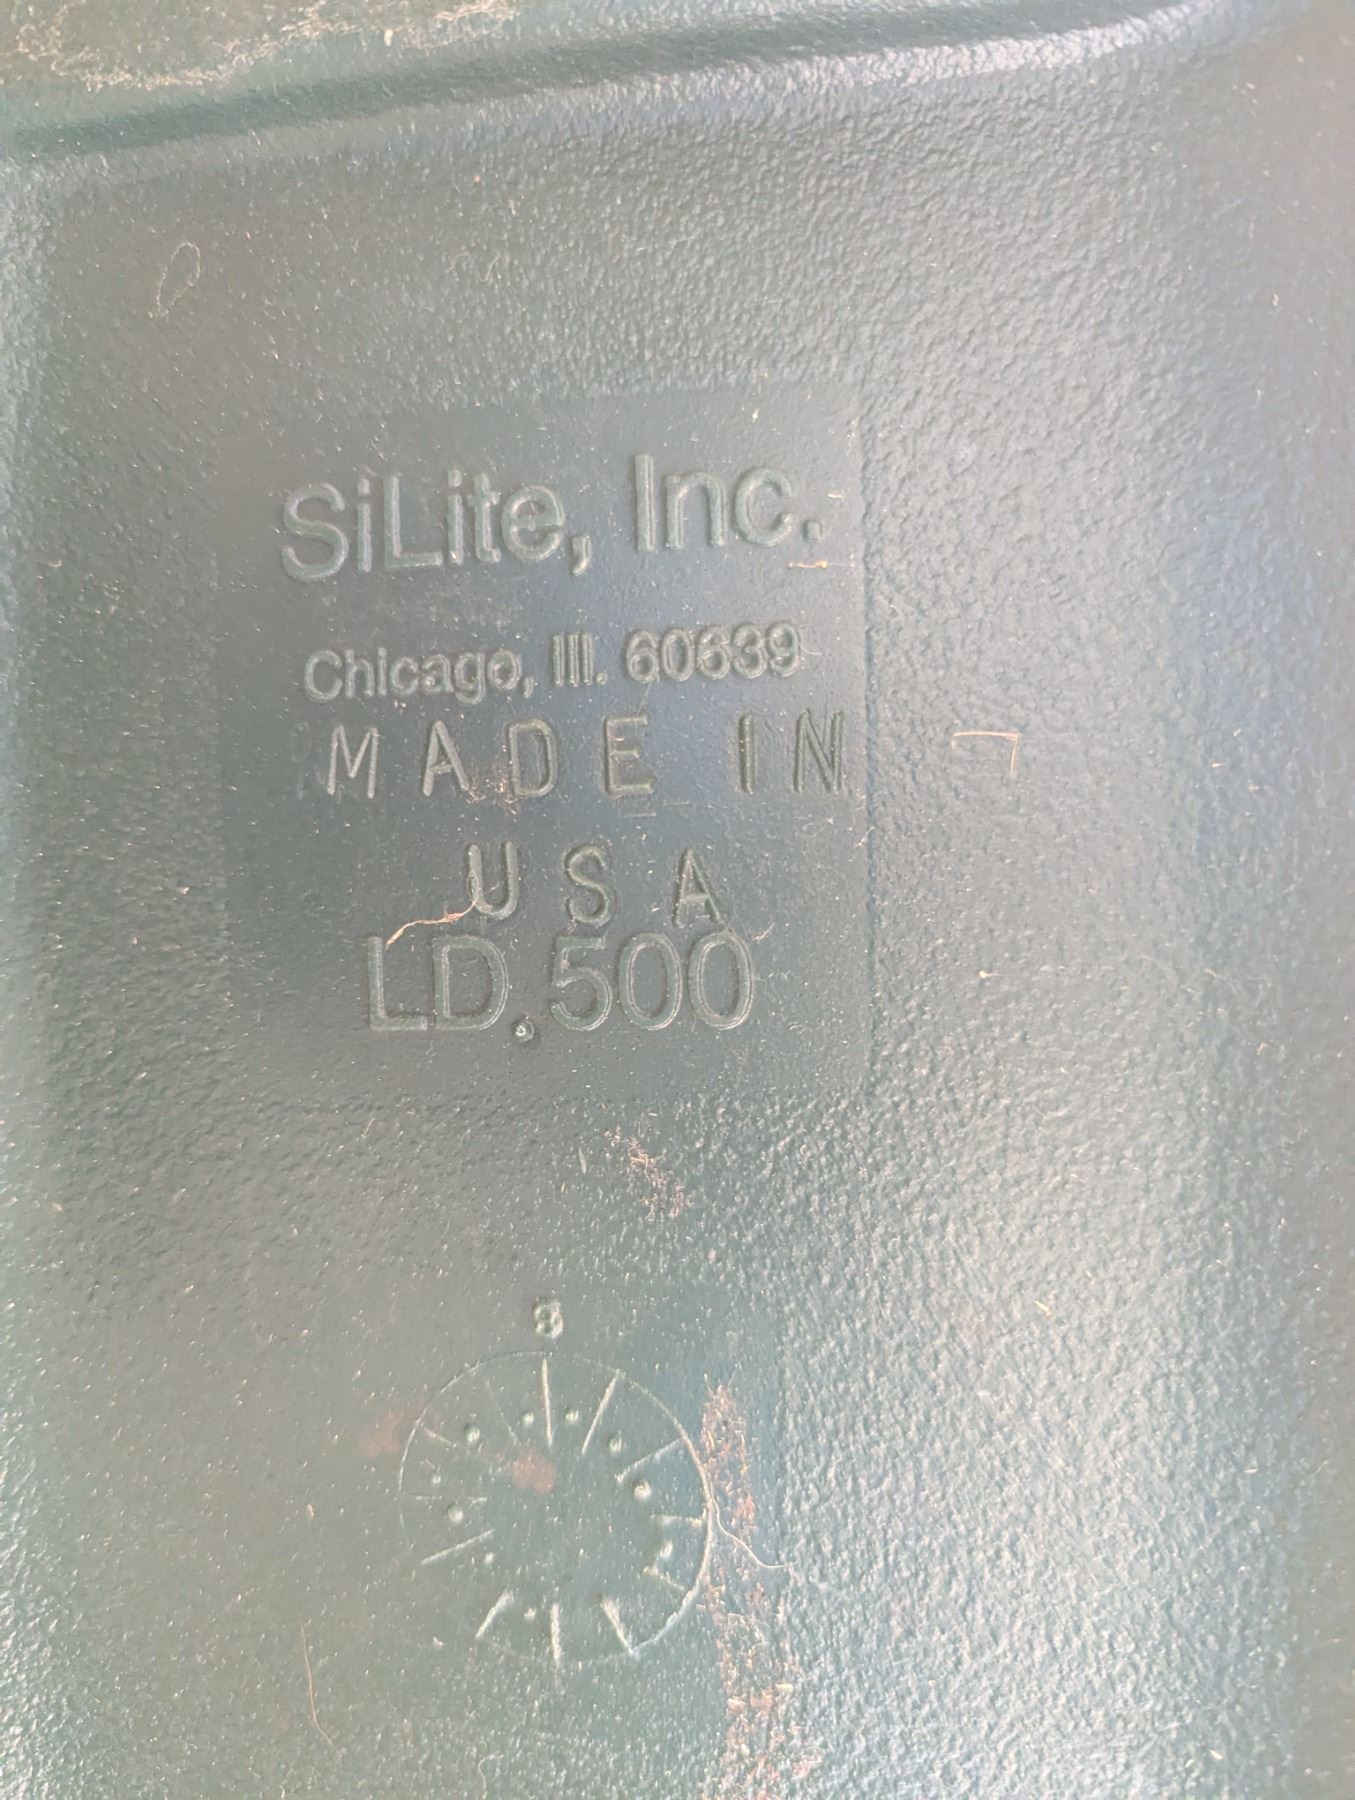 SiLite, Inc.
Chicago, Ill. 60639
MADE IN
USA
LD.500
8